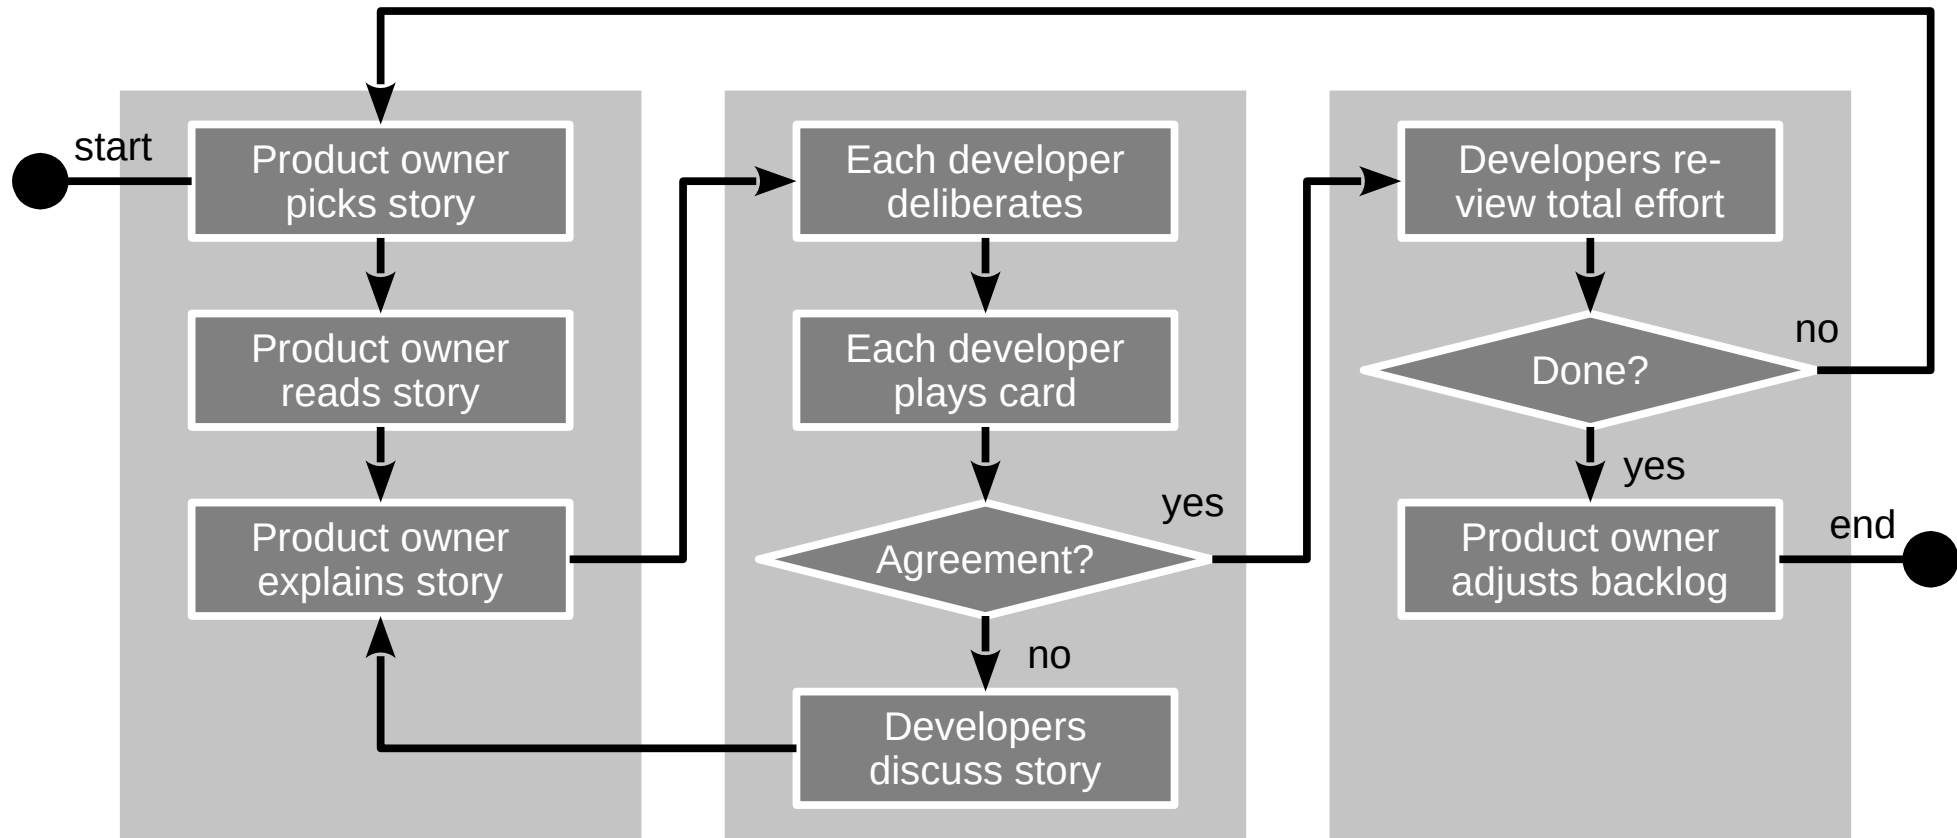 start
Product owner
picks story
Product owner
reads story
Product owner
explains story
Each developer
deliberates
Each developer
plays card
Agreement?
yes
no
Developers
discuss story
Developers re-
view total effort
Done?
no
yes
Product owner
adjusts backlog
end